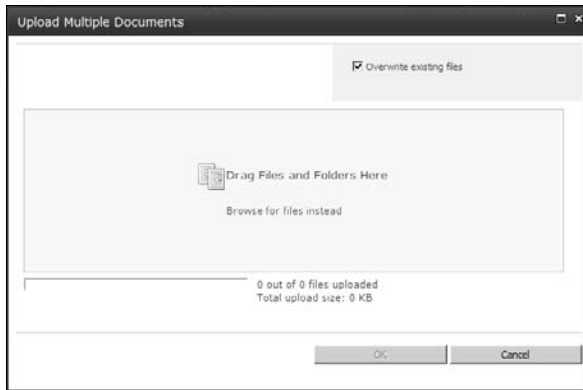 Upload Multiple Documents
Overwrite existing files
Drag Files and Folders Here
Browse for files instead
0 out of 0 files uploaded
Total upload size: 0 KB
OK
Cancel